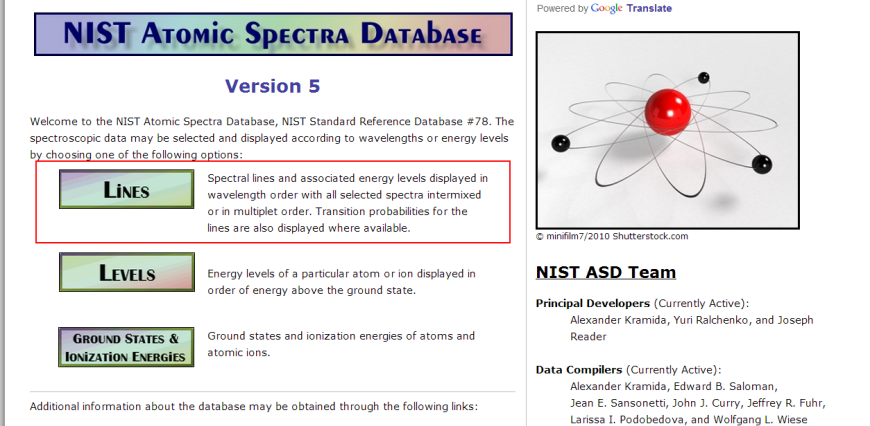 NIST Atomic Spectra Database
Version 5
Welcome to the NIST Atomic Spectra Database, NIST Standard Reference Database #78. The
spectroscopic data may be selected and displayed according to wavelengths or energy levels
by choosing one of the following options:
Lines
Spectral lines and associated energy levels displayed in
wavelength order with all selected spectra intermixed
or in multiplet order. Transition probabilities for the
lines are also displayed where available.
Levels
Energy levels of a particular atom or ion displayed in
order of energy above the ground state.
Ground States &
Ionization Energies
Ground states and ionization energies of atoms and
atomic ions.
Additional information about the database may be obtained through the following links:
Powered by Google Translate
© minifilm7/2010 Shutterstock.com
NIST ASD Team
Principal Developers (Currently Active):
Alexander Kramida, Yuri Ralchenko, and Joseph
Reader
Data Compilers (Currently Active):
Alexander Kramida, Edward B. Saloman,
Jean E. Sansonetti, John J. Curry, Jeffrey R. Fuhr,
Larissa I. Podobedova, and Wolfgang L. Wiese